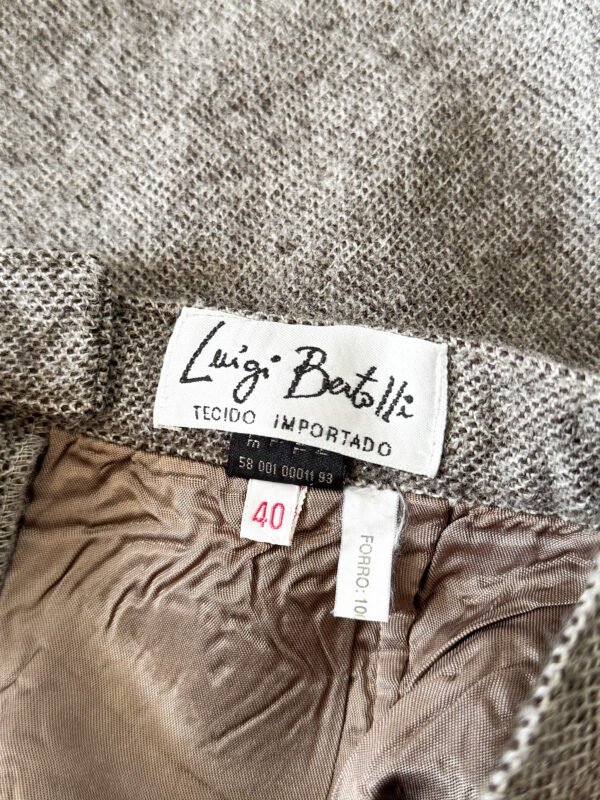 Luigi Bertolli
TECIDO IMPORTADO
58 001 00011 93
40
FORRO: 10